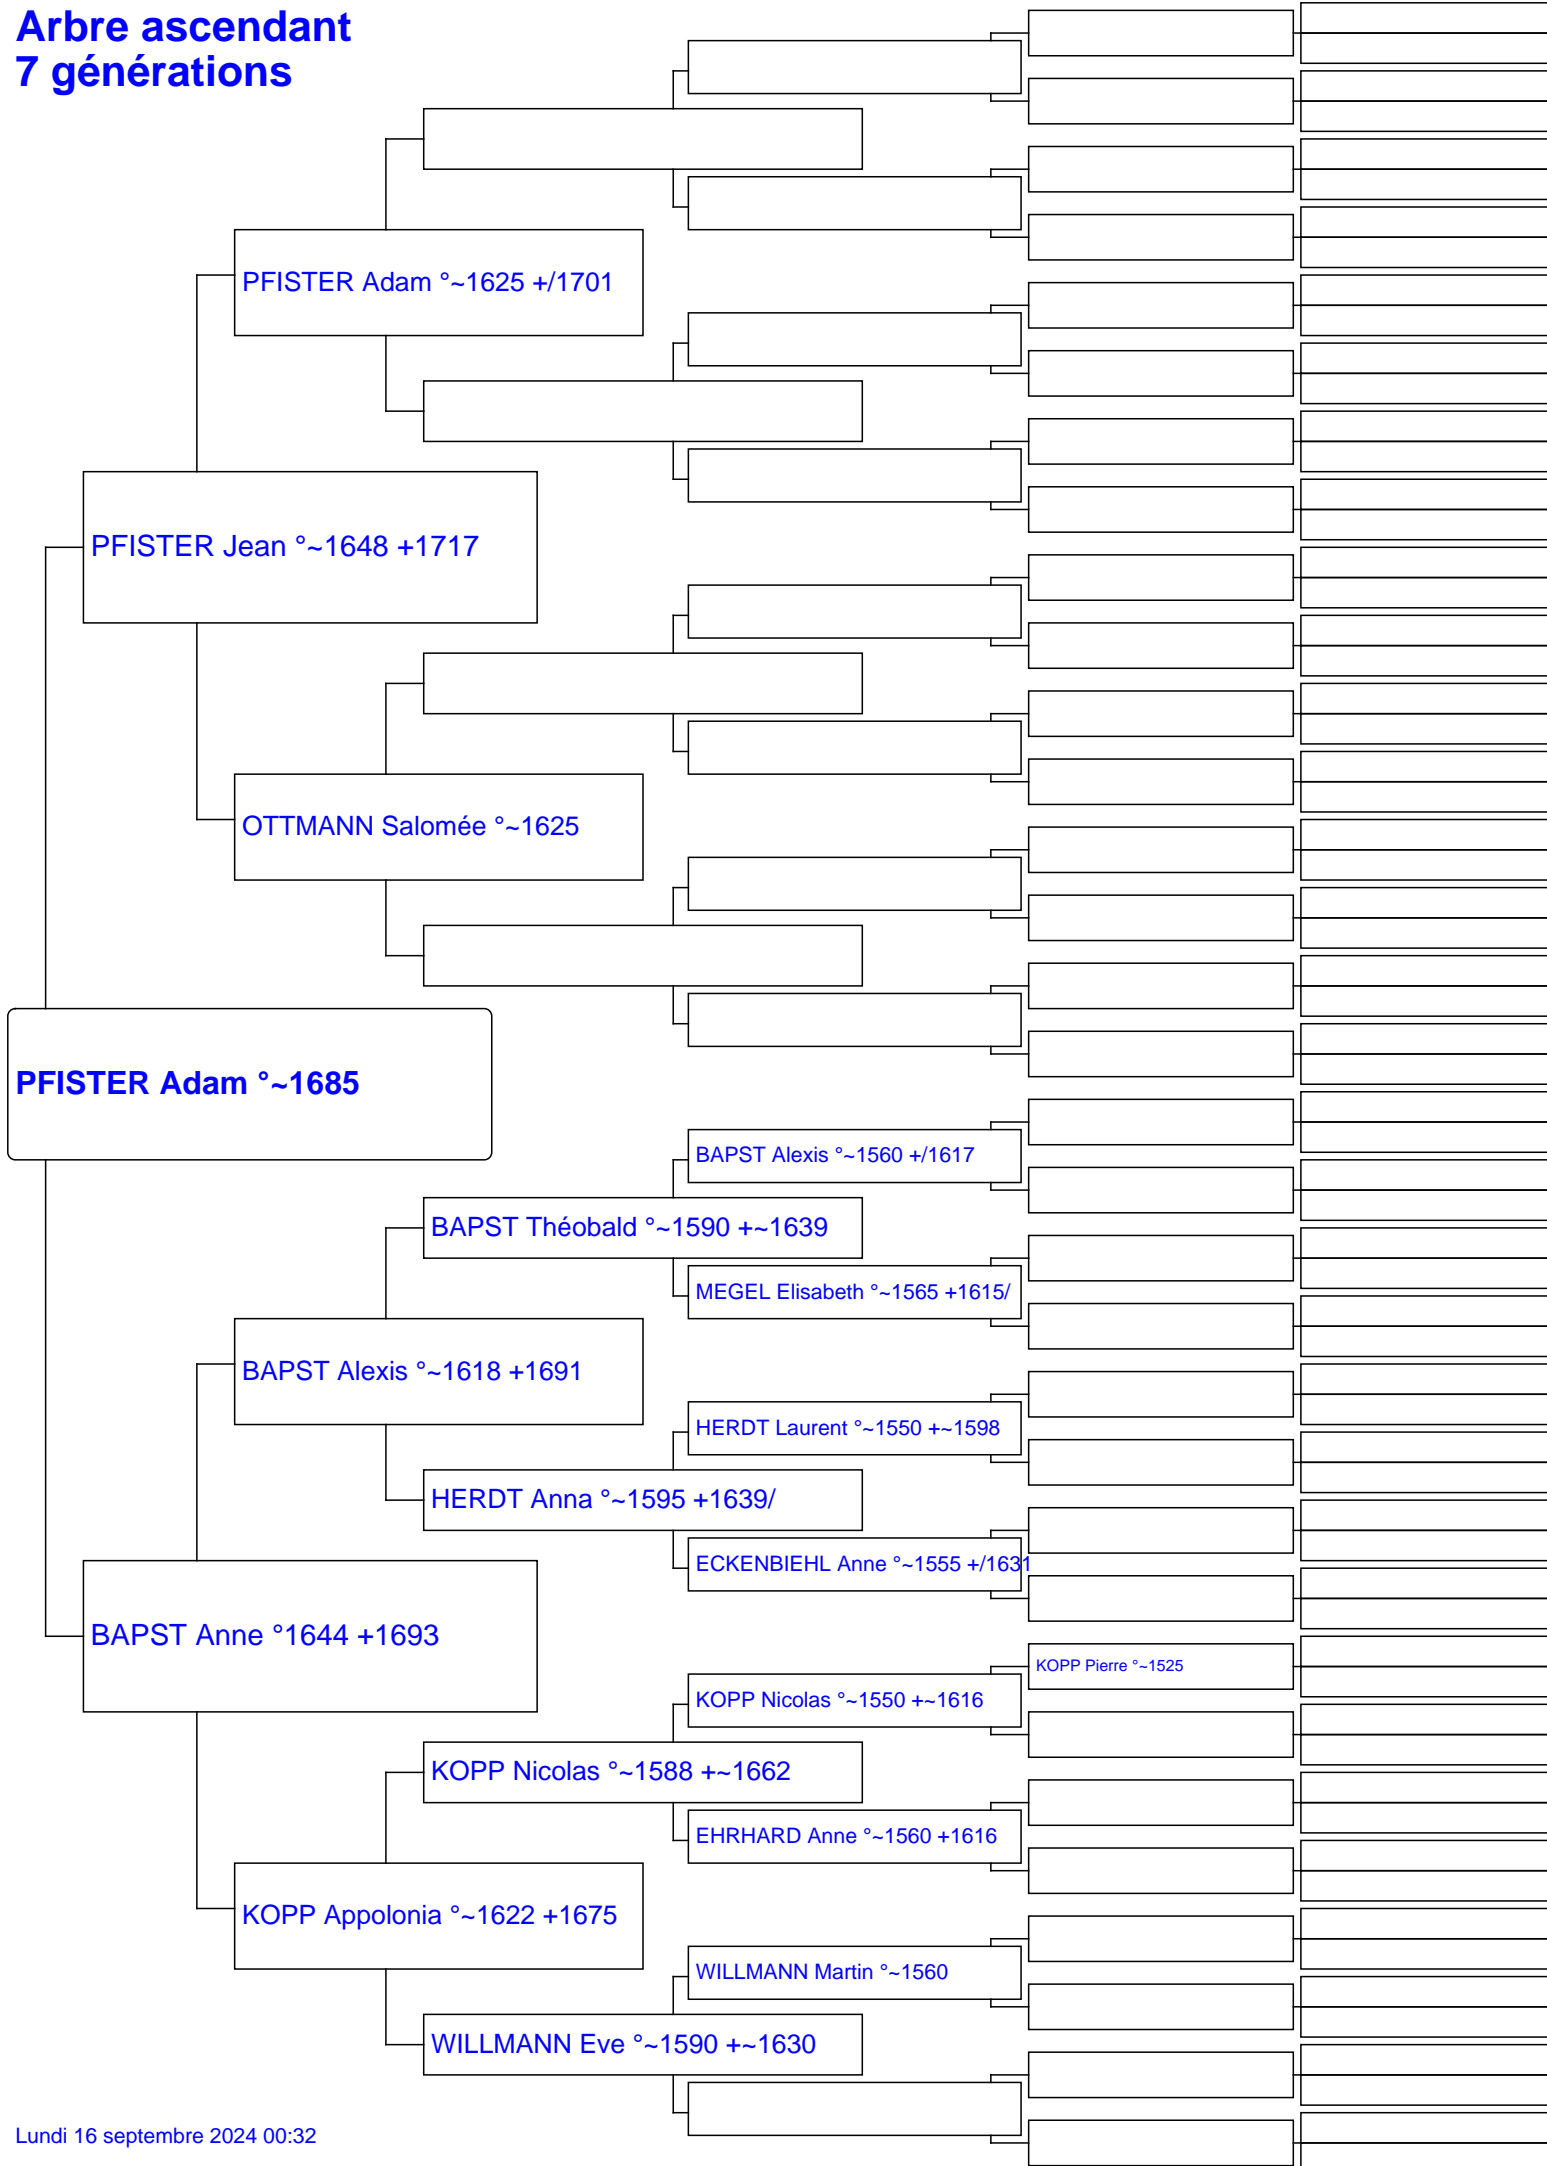 Arbre ascendant
7 générations
PFISTER Adam °~1625 +/1701
PFISTER Jean °~1648 +1717
OTTMANN Salomée °~1625
PFISTER Adam °~1685
BAPST Alexis °~1560 +/1617
BAPST Théobald °~1590 +~1639
MEGEL Elisabeth °~1565 +1615/
BAPST Alexis °~1618 +1691
HERDT Laurent °~1550 +~1598
HERDT Anna °~1595 +1639/
ECKENBIEHL Anne °~1555 +/1631
BAPST Anne °1644 +1693
KOPP Pierre °~1525
KOPP Nicolas °~1550 +~1616
KOPP Nicolas °~1588 +~1662
EHRHARD Anne °~1560 +1616
KOPP Appolonia °~1622 +1675
WILLMANN Martin °~1560
WILLMANN Eve °~1590 +~1630
Lundi 16 septembre 2024 00:32